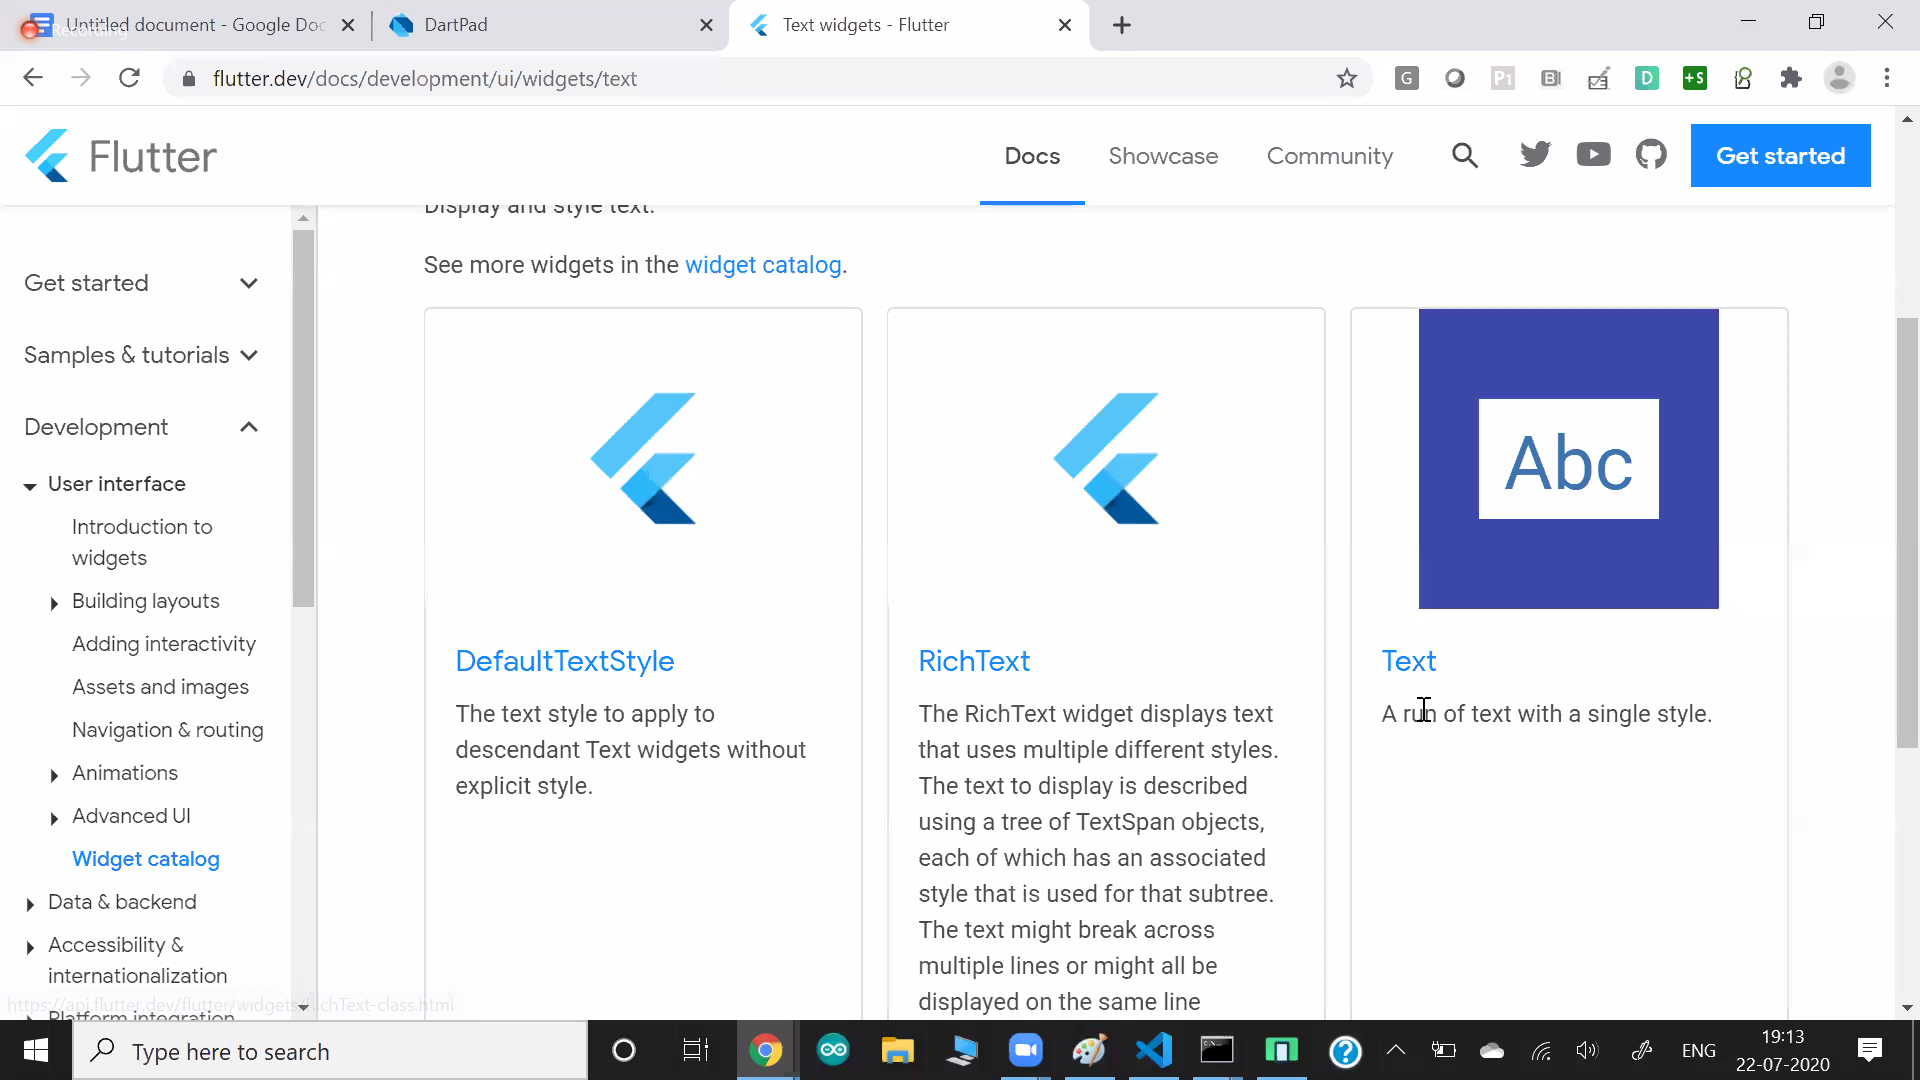 Untitled document - Google Doc
Recording
DartPad
Text widgets - Flutter
flutter.dev/docs/development/ui/widgets/text
Flutter
Docs
Showcase
Community
Get started
Display and style text.
See more widgets in the widget catalog.
Get started
Samples & tutorials
Development
User interface
Introduction to
widgets
Building layouts
Adding interactivity
Assets and images
Navigation & routing
Animations
Advanced UI
Widget catalog
Data & backend
Accessibility &
internationalization
Platform integration
https://api.flutter.dev/flutter/widgets/RichText-class.html
DefaultTextStyle
The text style to apply to
descendant Text widgets without
explicit style.
RichText
The RichText widget displays text
that uses multiple different styles.
The text to display is described
using a tree of TextSpan objects,
each of which has an associated
style that is used for that subtree.
The text might break across
multiple lines or might all be
displayed on the same line
Abc
Text
A run of text with a single style.
Type here to search
ENG
19:13
22-07-2020